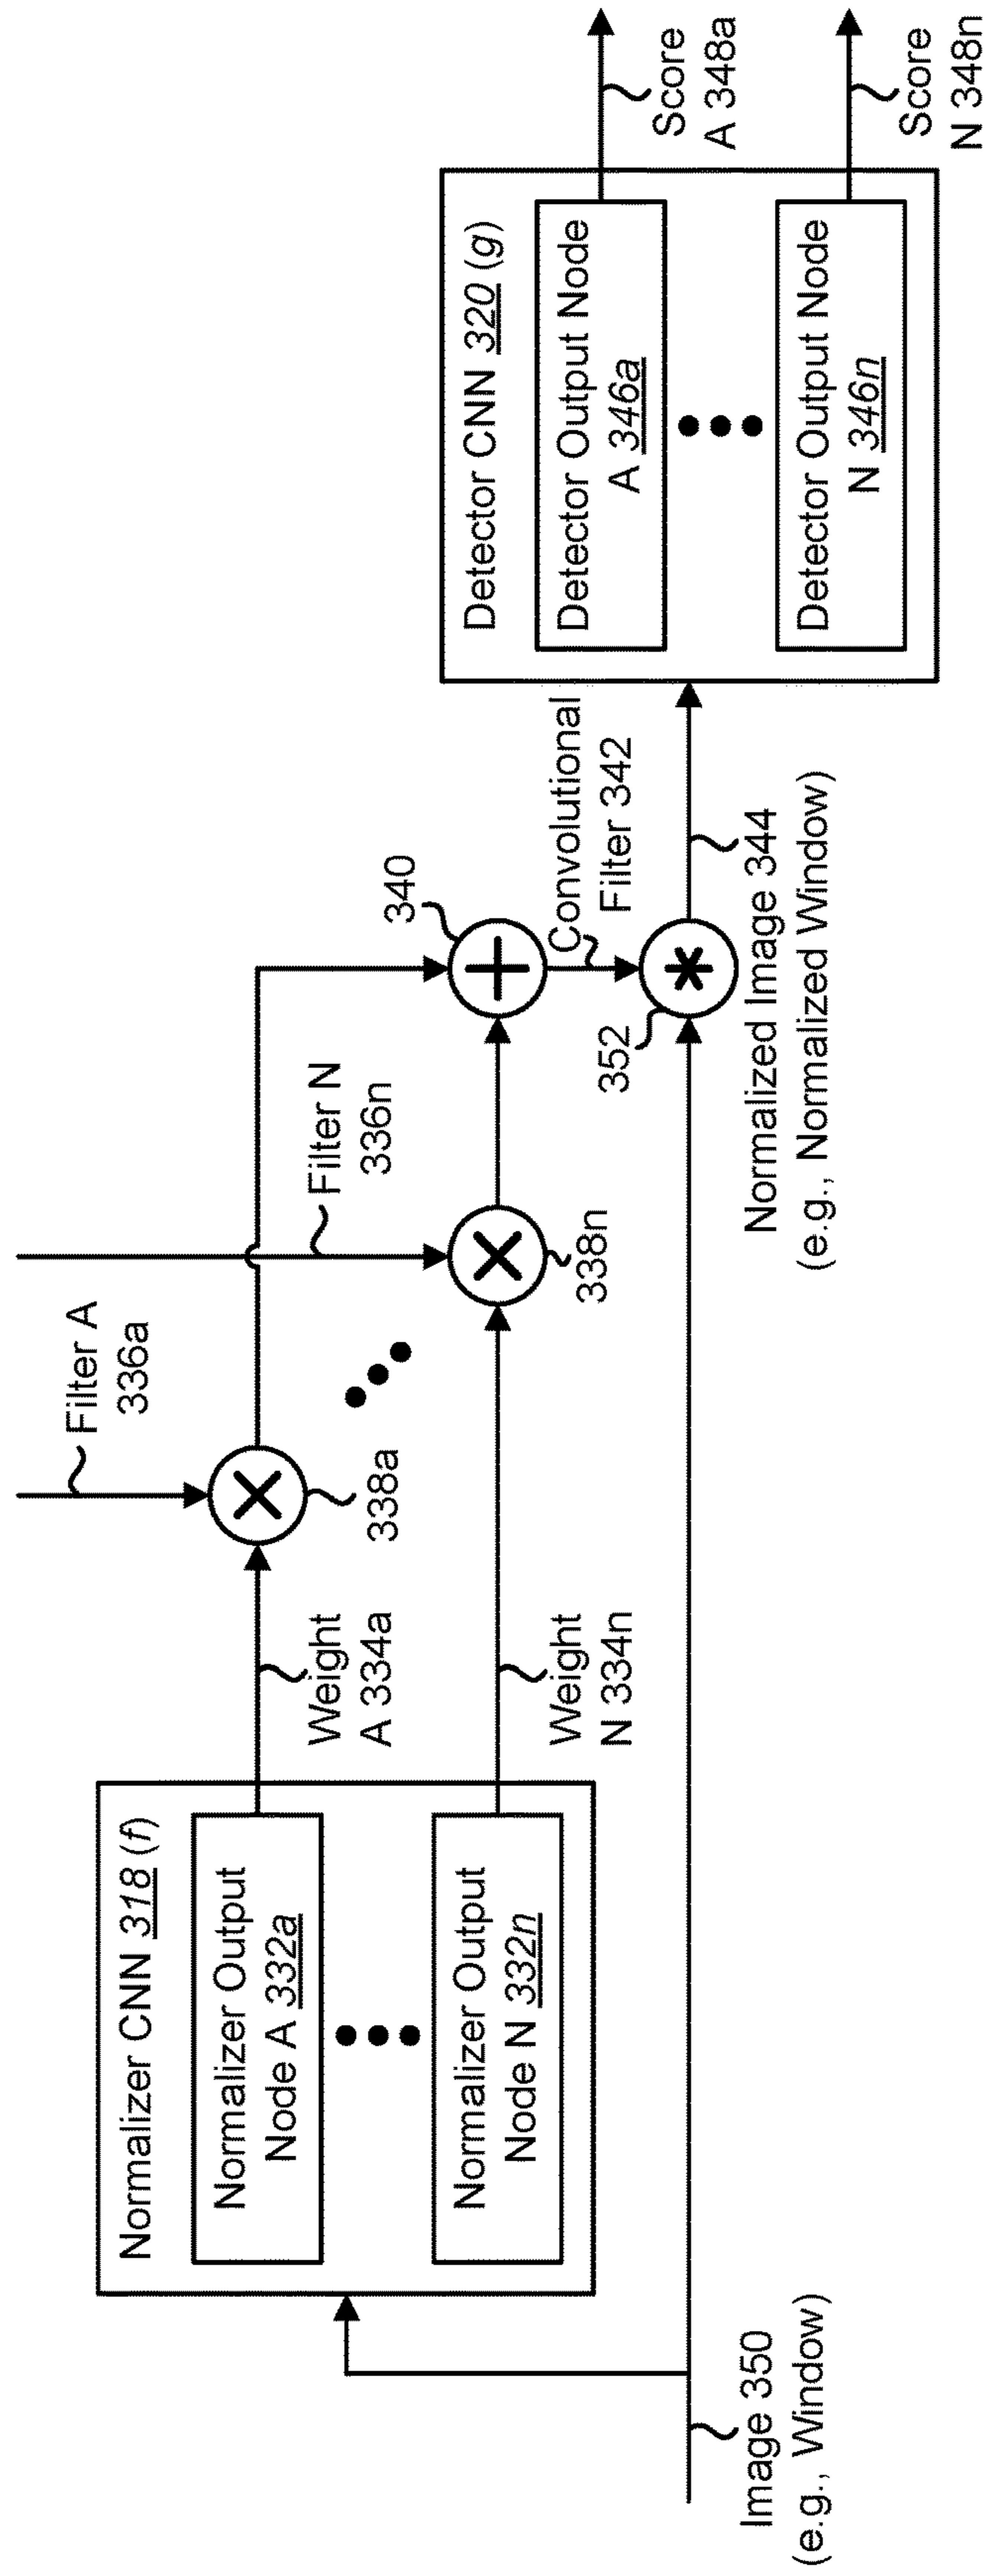 Filter A
336a
Filter N
336n
Normalizer CNN 318 (f)
Normalizer Output
Node A 332a
Normalizer Output
Node N 332n
Weight
A 334a
338a
Weight
N 334n
338n
340
Convolutional
Filter 342
352
Image 350
(e.g., Window)
Normalized Image 344
(e.g., Normalized Window)
Detector CNN 320 (g)
Detector Output Node
A 346a
Detector Output Node
N 346n
Score
A 348a
Score
N 348n